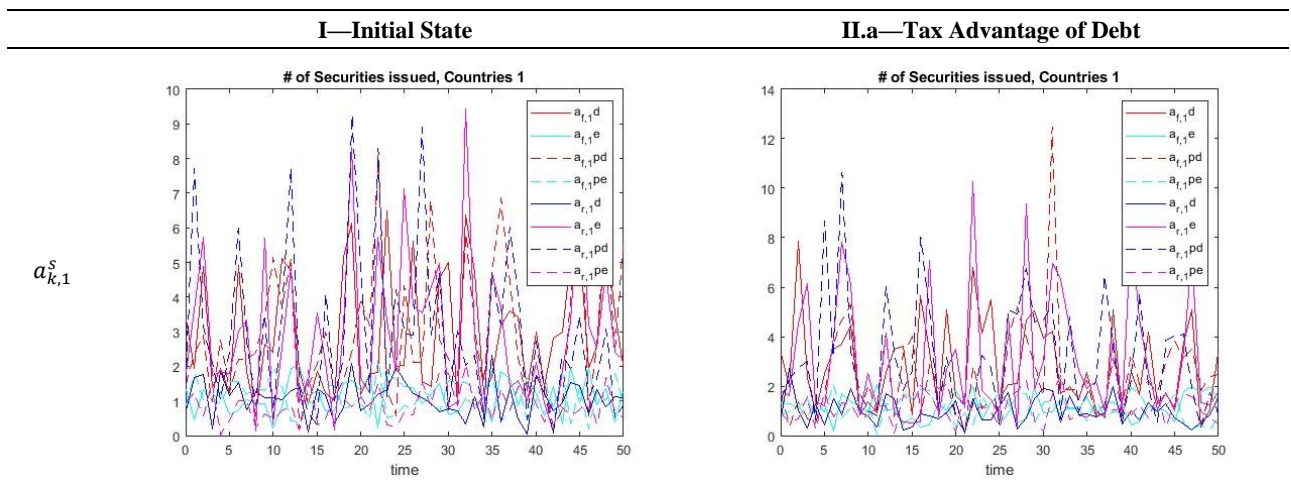 I—Initial State
II.a—Tax Advantage of Debt
a^s_{k,1}
# of Securities issued, Countries 1
10
9
8
7
6
5
4
3
2
1
0
0 5 10 15 20 25 30 35 40 45 50
time
a_{f,1}d
a_{f,1}e
a_{f,1}pd
a_{f,1}pe
a_{r,1}d
a_{r,1}e
a_{r,1}pd
a_{r,1}pe
# of Securities issued, Countries 1
14
12
10
8
6
4
2
0
0 5 10 15 20 25 30 35 40 45 50
time
a_{f,1}d
a_{f,1}e
a_{f,1}pd
a_{f,1}pe
a_{r,1}d
a_{r,1}e
a_{r,1}pd
a_{r,1}pe